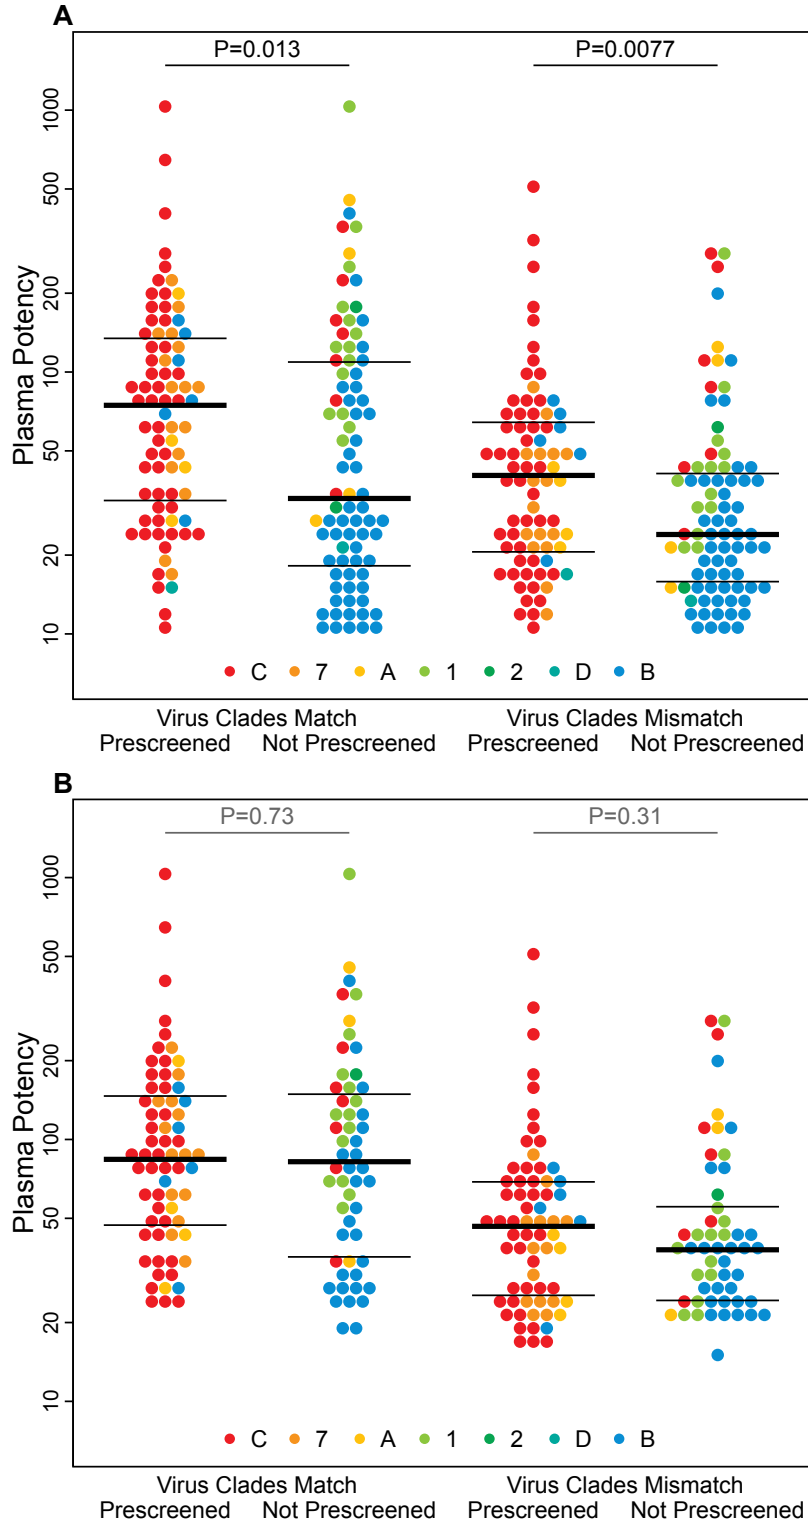 A
P=0.013 P=0.0077
Plasma Potency
1000
500
200
100
50
20
10
C 7 A 1 2 D B
Virus Clades Match Virus Clades Mismatch
Prescreened Not Prescreened Prescreened Not Prescreened
B
P=0.73 P=0.31
Plasma Potency
1000
500
200
100
50
20
10
C 7 A 1 2 D B
Virus Clades Match Virus Clades Mismatch
Prescreened Not Prescreened Prescreened Not Prescreened